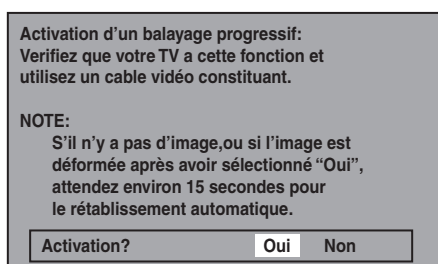 Activation d'un balayage progressif:
Verifiez que votre TV a cette fonction et
utilisez un cable vidéo constituant.
NOTE:
S'il n'y a pas d'image,ou si l'image est
déformée après avoir sélectionné “Oui”,
attendez environ 15 secondes pour
le rétablissement automatique.
Activation? Oui Non